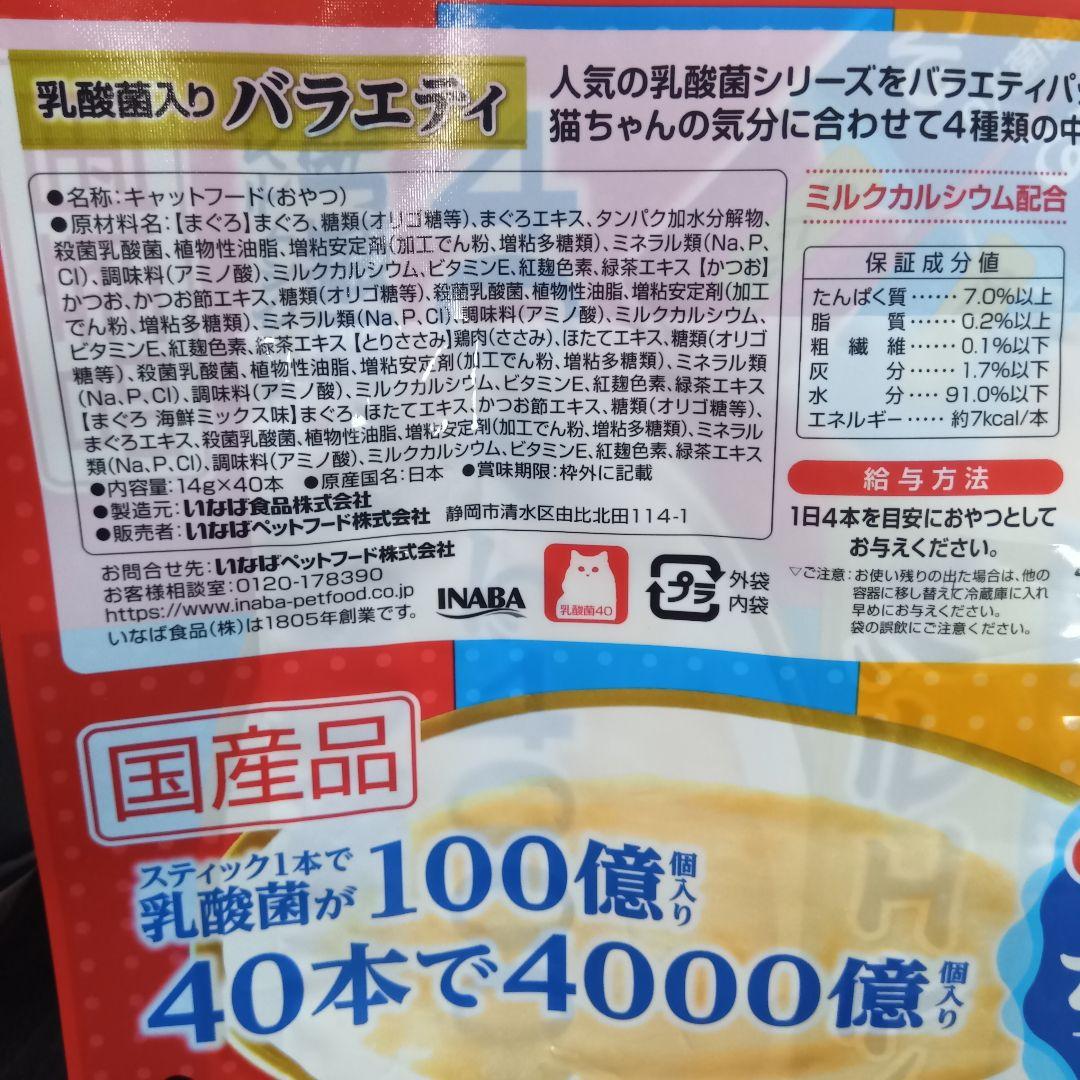 乳酸菌入り バラエティ
人気の乳酸菌シリーズをバラエティパ
猫ちゃんの気分に合わせて4種類の中
●名称:キャットフード(おやつ)
●原材料名:【まぐろ】まぐろ、糖類(オリゴ糖等)、まぐろエキス、タンパク加水分解物、
殺菌乳酸菌、植物性油脂、増粘安定剤(加工でん粉、増粘多糖類)、ミネラル類(Na、P、
Cl)、調味料(アミノ酸)、ミルクカルシウム、ビタミンE、紅麹色素、緑茶エキス【かつお】
かつお、かつお節エキス、糖類(オリゴ糖等)、殺菌乳酸菌、植物性油脂、増粘安定剤(加工
でん粉、増粘多糖類)、ミネラル類(Na、P、Cl)、調味料(アミノ酸)、ミルクカルシウム、
ビタミンE、紅麹色素、緑茶エキス【とりささみ】鶏肉(ささみ)、ほたてエキス、糖類(オリゴ
糖等)、殺菌乳酸菌、植物性油脂、増粘安定剤(加工でん粉、増粘多糖類)、ミネラル類
(Na、P、Cl)、調味料(アミノ酸)、ミルクカルシウム、ビタミンE、紅麹色素、緑茶エキス
【まぐろ 海鮮ミックス味】まぐろ、ほたてエキス、かつお節エキス、糖類(オリゴ糖等)、
まぐろエキス、殺菌乳酸菌、植物性油脂、増粘安定剤(加工でん粉、増粘多糖類)、ミネラル
類(Na、P、Cl)、調味料(アミノ酸)、ミルクカルシウム、ビタミンE、紅麹色素、緑茶エキス
●内容量:14g×40本 ●原産国名:日本 ●賞味期限:枠外に記載
●製造元:いなば食品株式会社
●販売者:いなばペットフード株式会社 静岡市清水区由比北田114-1
お問合せ先:いなばペットフード株式会社
お客様相談室:0120-178390
https://www.inaba-petfood.co.jp
いなば食品(株)は1805年創業です。
INABA
乳酸菌40
プラ
外袋
内袋
ミルクカルシウム配合
保証成分値
たんぱく質……7.0%以上
脂質……0.2%以上
粗繊維……0.1%以下
灰分……1.7%以下
水分……91.0%以下
エネルギー……約7kcal/本
給与方法
1日4本を目安におやつとして
お与えください。
▽ご注意:お使い残りの出た場合は、他の
容器に移し替えて冷蔵庫に入れ
早めにお与えください。
袋の誤飲にご注意ください。
国産品
スティック1本で
乳酸菌が100億個入り
40本で4000億個入り